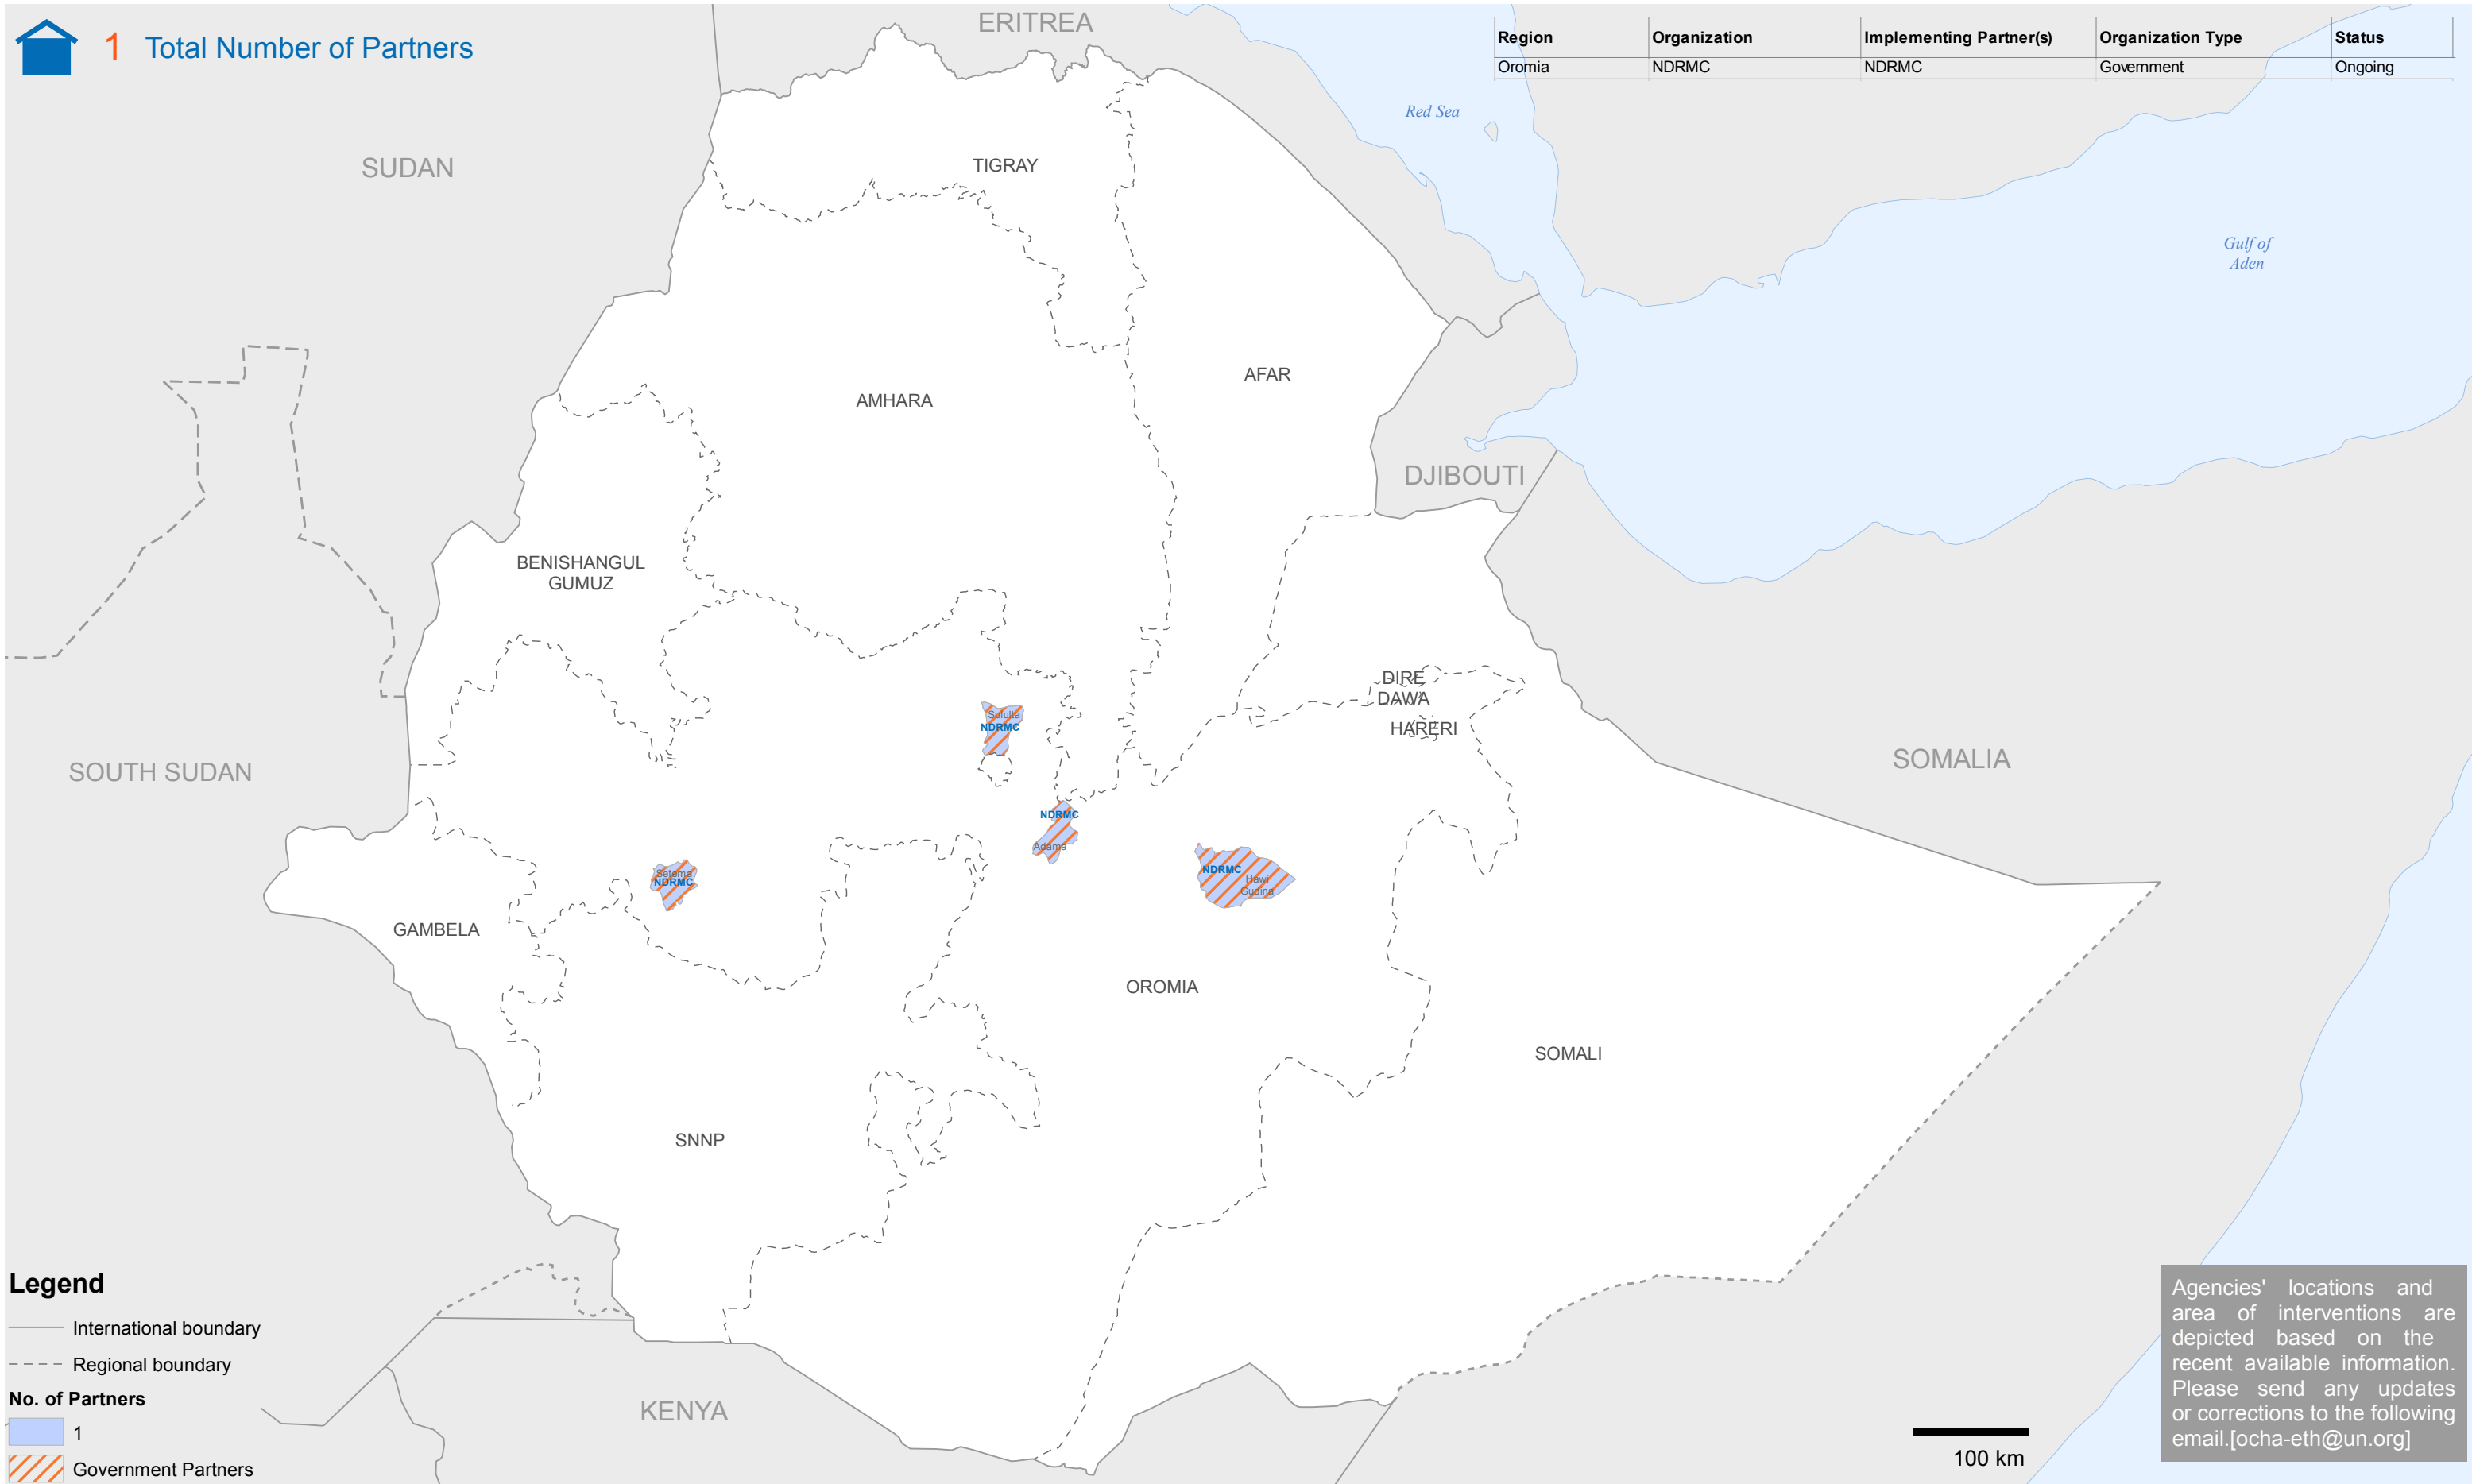 1 Total Number of Partners
Region Organization Implementing Partner(s) Organization Type Status
Oromia NDRMC NDRMC Government Ongoing
ERITREA
Red Sea
SUDAN
TIGRAY
Gulf of
Aden
AFAR
AMHARA
DJIBOUTI
BENISHANGUL
GUMUZ
DIRE
DAWA
HARERI
Sululta
NDRMC
SOUTH SUDAN
SOMALIA
NDRMC
Adama
NDRMC
Hawi
Gudina
Setema
NDRMC
GAMBELA
OROMIA
SOMALI
SNNP
KENYA
Legend
International boundary
Regional boundary
No. of Partners
1
Government Partners
100 km
Agencies' locations and
area of interventions are
depicted based on the
recent available information.
Please send any updates
or corrections to the following
email.[ocha-eth@un.org]